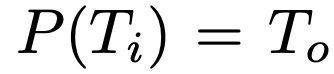 P(T_i) = T_o